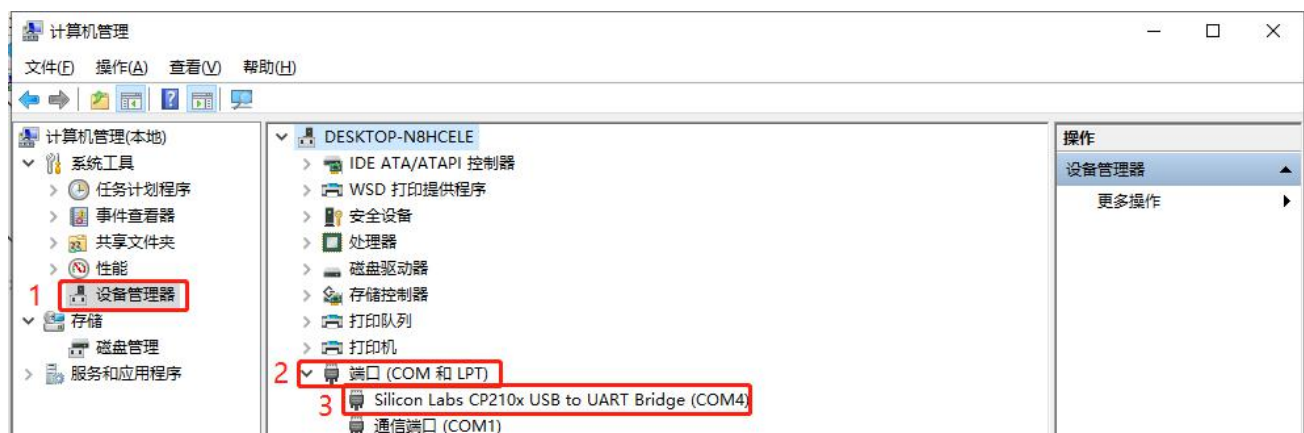 计算机管理
文件(F) 操作(A) 查看(V) 帮助(H)
计算机管理(本地)
系统工具
任务计划程序
事件查看器
共享文件夹
性能
1 设备管理器
存储
磁盘管理
服务和应用程序
DESKTOP-N8HCELE
IDE ATA/ATAPI 控制器
WSD 打印提供程序
安全设备
处理器
磁盘驱动器
存储控制器
打印队列
打印机
2 端口 (COM 和 LPT)
3 Silicon Labs CP210x USB to UART Bridge (COM4)
通信端口 (COM1)
操作
设备管理器
更多操作